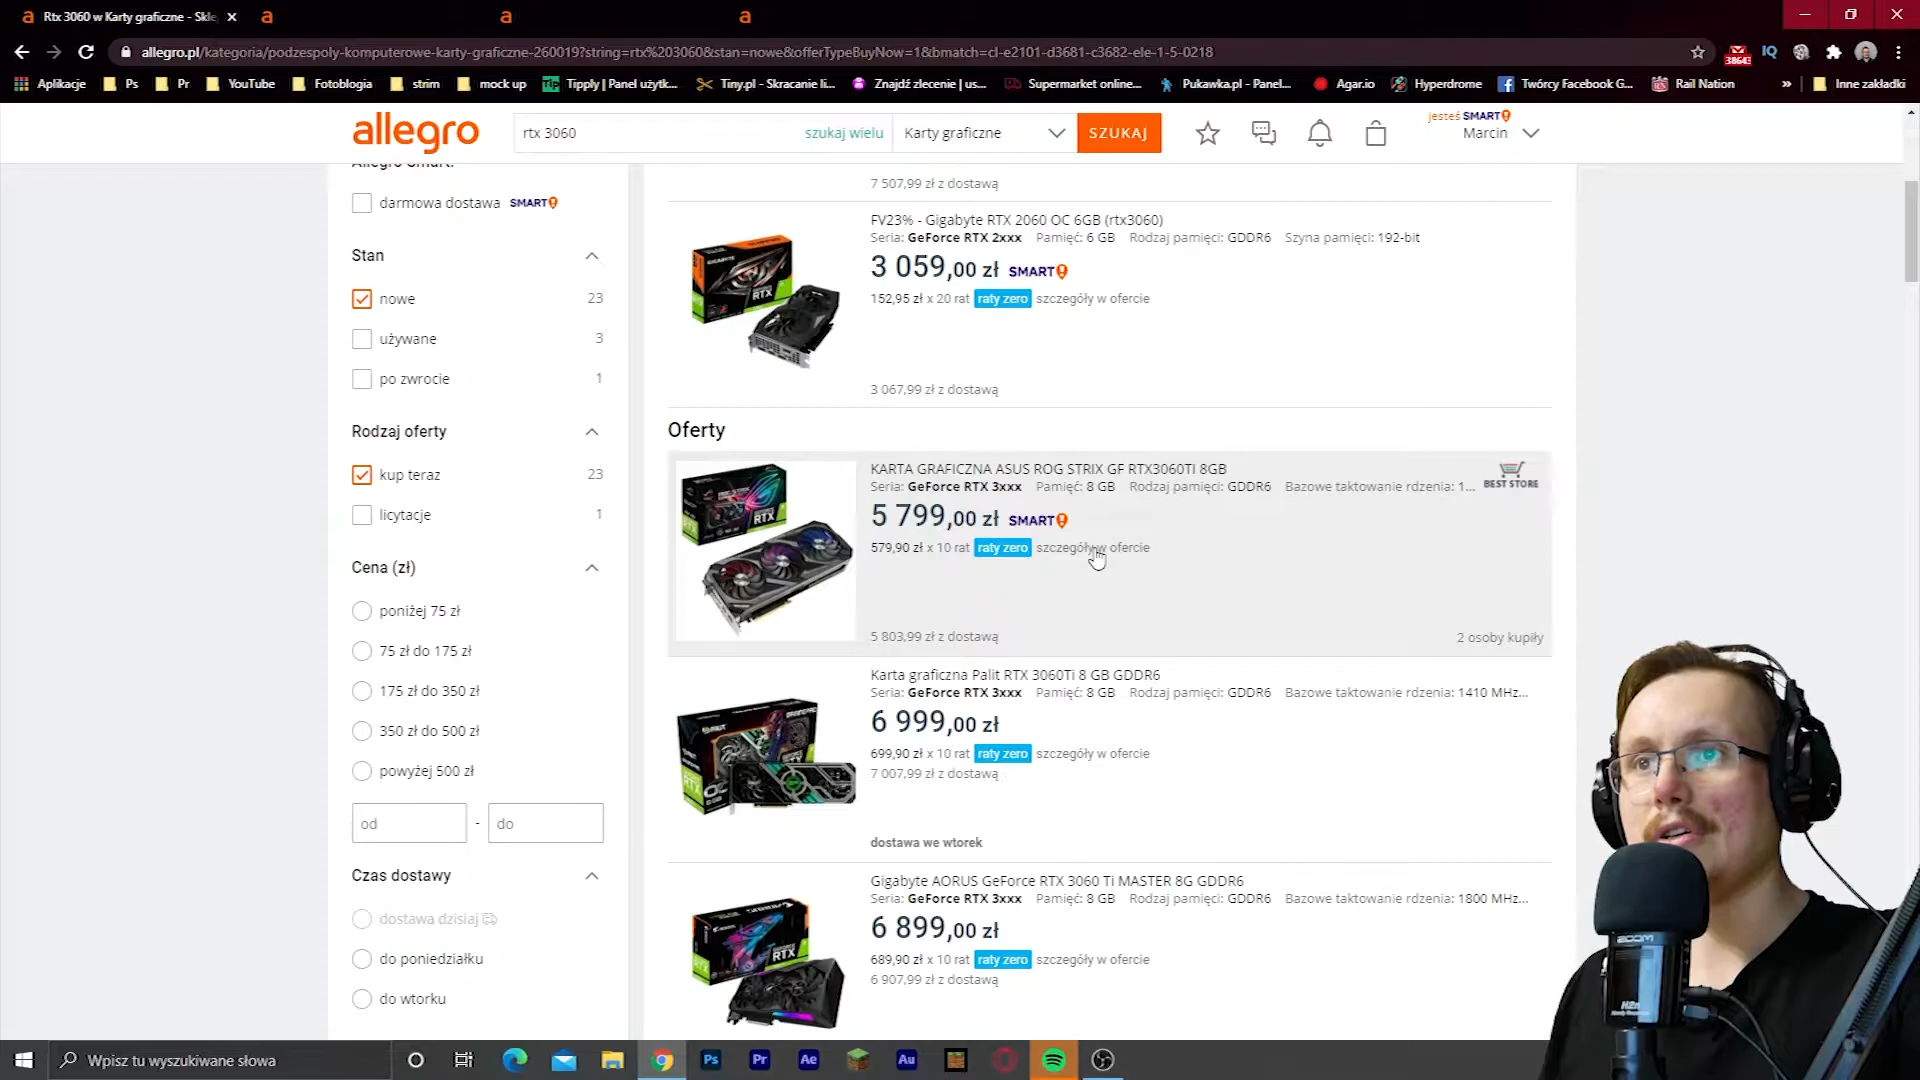 Rtx 3060 w Karty graficzne - Skle
allegro.pl/kategoria/podzespoly-komputerowe-karty-graficzne-260019?string=rtx%203060&stan=nowe&offerTypeBuyNow=1&bmatch=cl-e2101-d3681-c3682-ele-1-5-0218
38643
IQ
Aplikacje
Ps
Pr
YouTube
Fotoblogia
strim
mock up
Tipply | Panel użytk...
Tiny.pl - Skracanie li...
Znajdź zlecenie | us...
Supermarket online...
Pukawka.pl - Panel...
Agar.io
Hyperdrome
Twórcy Facebook G...
Rail Nation
»
Inne zakładki
allegro
rtx 3060
szukaj wielu
Karty graficzne
SZUKAJ
jesteś SMART!
Marcin
Allegro Smart!
darmowa dostawa SMART!
Stan
nowe 23
używane 3
po zwrocie 1
Rodzaj oferty
kup teraz 23
licytacje 1
Cena (zł)
poniżej 75 zł
75 zł do 175 zł
175 zł do 350 zł
350 zł do 500 zł
powyżej 500 zł
od - do
Czas dostawy
dostawa dzisiaj
do poniedziałku
do wtorku
7 507,99 zł z dostawą
FV23% - Gigabyte RTX 2060 OC 6GB (rtx3060)
Seria: GeForce RTX 2xxx Pamięć: 6 GB Rodzaj pamięci: GDDR6 Szyna pamięci: 192-bit
3 059,00 zł SMART!
152,95 zł x 20 rat raty zero szczegóły w ofercie
3 067,99 zł z dostawą
Oferty
KARTA GRAFICZNA ASUS ROG STRIX GF RTX3060TI 8GB
Seria: GeForce RTX 3xxx Pamięć: 8 GB Rodzaj pamięci: GDDR6 Bazowe taktowanie rdzenia: 1...
BEST STORE
5 799,00 zł SMART!
579,90 zł x 10 rat raty zero szczegóły w ofercie
5 803,99 zł z dostawą
2 osoby kupiły
Karta graficzna Palit RTX 3060Ti 8 GB GDDR6
Seria: GeForce RTX 3xxx Pamięć: 8 GB Rodzaj pamięci: GDDR6 Bazowe taktowanie rdzenia: 1410 MHz...
6 999,00 zł
699,90 zł x 10 rat raty zero szczegóły w ofercie
7 007,99 zł z dostawą
dostawa we wtorek
Gigabyte AORUS GeForce RTX 3060 Ti MASTER 8G GDDR6
Seria: GeForce RTX 3xxx Pamięć: 8 GB Rodzaj pamięci: GDDR6 Bazowe taktowanie rdzenia: 1800 MHz...
6 899,00 zł
689,90 zł x 10 rat raty zero szczegóły w ofercie
6 907,99 zł z dostawą
ZOOM
H2n
Wpisz tu wyszukiwane słowa
Ps
Pr
Ae
Au